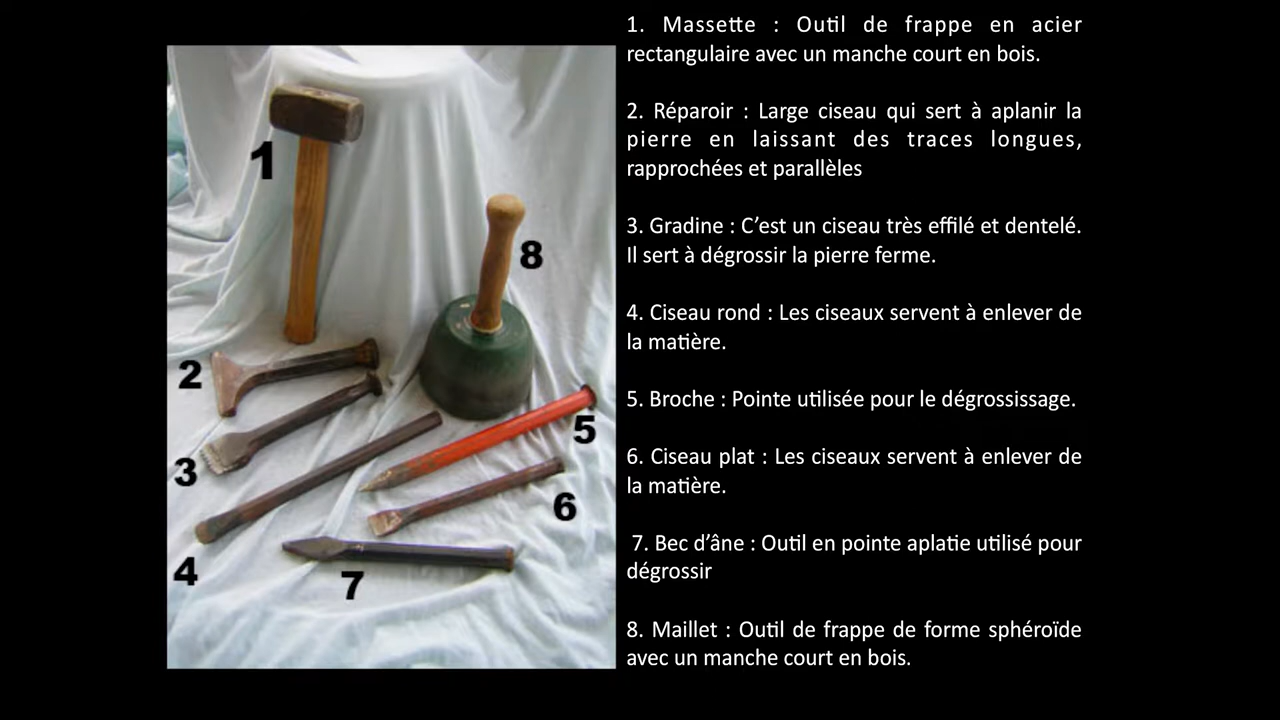 1. Massette : Outil de frappe en acier
rectangulaire avec un manche court en bois.
2. Réparoir : Large ciseau qui sert à aplanir la
pierre en laissant des traces longues,
rapprochées et parallèles
3. Gradine : C’est un ciseau très effilé et dentelé.
Il sert à dégrossir la pierre ferme.
4. Ciseau rond : Les ciseaux servent à enlever de
la matière.
5. Broche : Pointe utilisée pour le dégrossissage.
6. Ciseau plat : Les ciseaux servent à enlever de
la matière.
7. Bec d’âne : Outil en pointe aplatie utilisé pour
dégrossir
8. Maillet : Outil de frappe de forme sphéroïde
avec un manche court en bois.
1
8
2
5
3
6
4
7